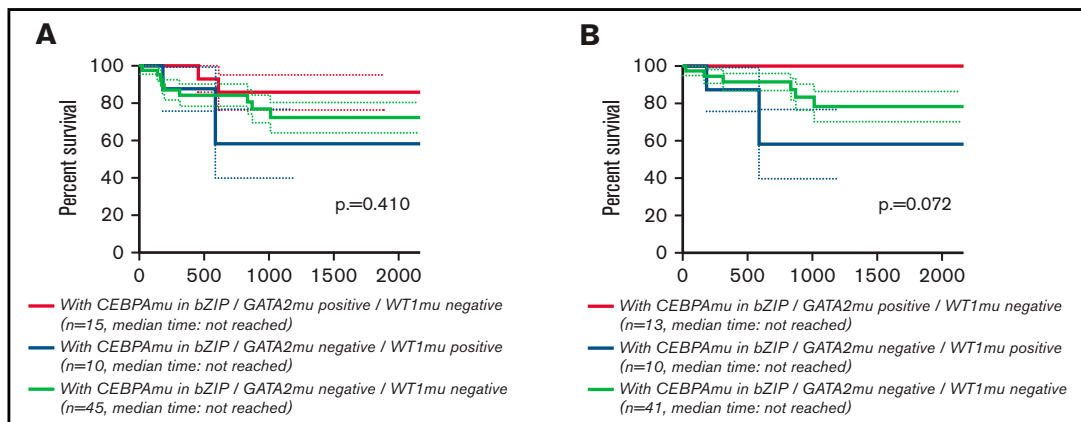 A
Percent survival
100
80
60
40
20
0
p.=0.410
0 500 1000 1500 2000
With CEBPAmu in bZIP / GATA2mu positive / WT1mu negative
(n=15, median time: not reached)
With CEBPAmu in bZIP / GATA2mu negative / WT1mu positive
(n=10, median time: not reached)
With CEBPAmu in bZIP / GATA2mu negative / WT1mu negative
(n=45, median time: not reached)
B
Percent survival
100
80
60
40
20
0
p.=0.072
0 500 1000 1500 2000
With CEBPAmu in bZIP / GATA2mu positive / WT1mu negative
(n=13, median time: not reached)
With CEBPAmu in bZIP / GATA2mu negative / WT1mu positive
(n=10, median time: not reached)
With CEBPAmu in bZIP / GATA2mu negative / WT1mu negative
(n=41, median time: not reached)